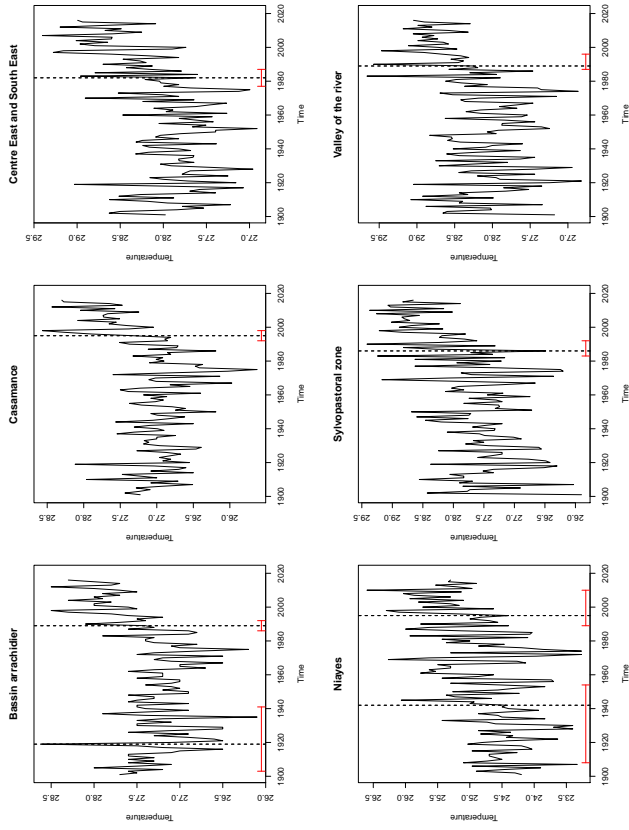 Bassin arrachidier
Temperature
26.0 26.5 27.0 27.5 28.0 28.5
1900 1920 1940 1960 1980 2000 2020
Time
Casamance
Temperature
26.0 26.5 27.0 27.5 28.0 28.5
1900 1920 1940 1960 1980 2000 2020
Time
Centre East and South East
Temperature
27.0 27.5 28.0 28.5 29.0 29.5
1900 1920 1940 1960 1980 2000 2020
Time
Niayes
Temperature
23.5 24.0 24.5 25.0 25.5 26.0 26.5
1900 1920 1940 1960 1980 2000 2020
Time
Sylvopastoral zone
Temperature
26.0 26.5 27.0 27.5 28.0 28.5 29.0 29.5
1900 1920 1940 1960 1980 2000 2020
Time
Valley of the river
Temperature
27.0 27.5 28.0 28.5 29.0 29.5
1900 1920 1940 1960 1980 2000 2020
Time